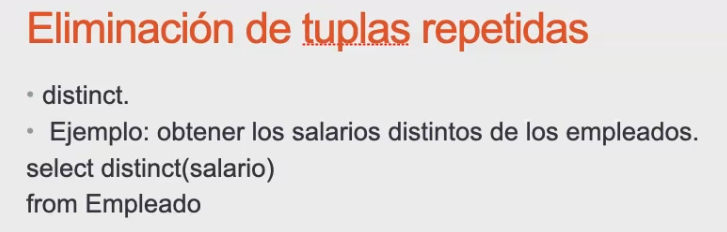 Eliminación de tuplas repetidas
• distinct.
• Ejemplo: obtener los salarios distintos de los empleados.
select distinct(salario)
from Empleado